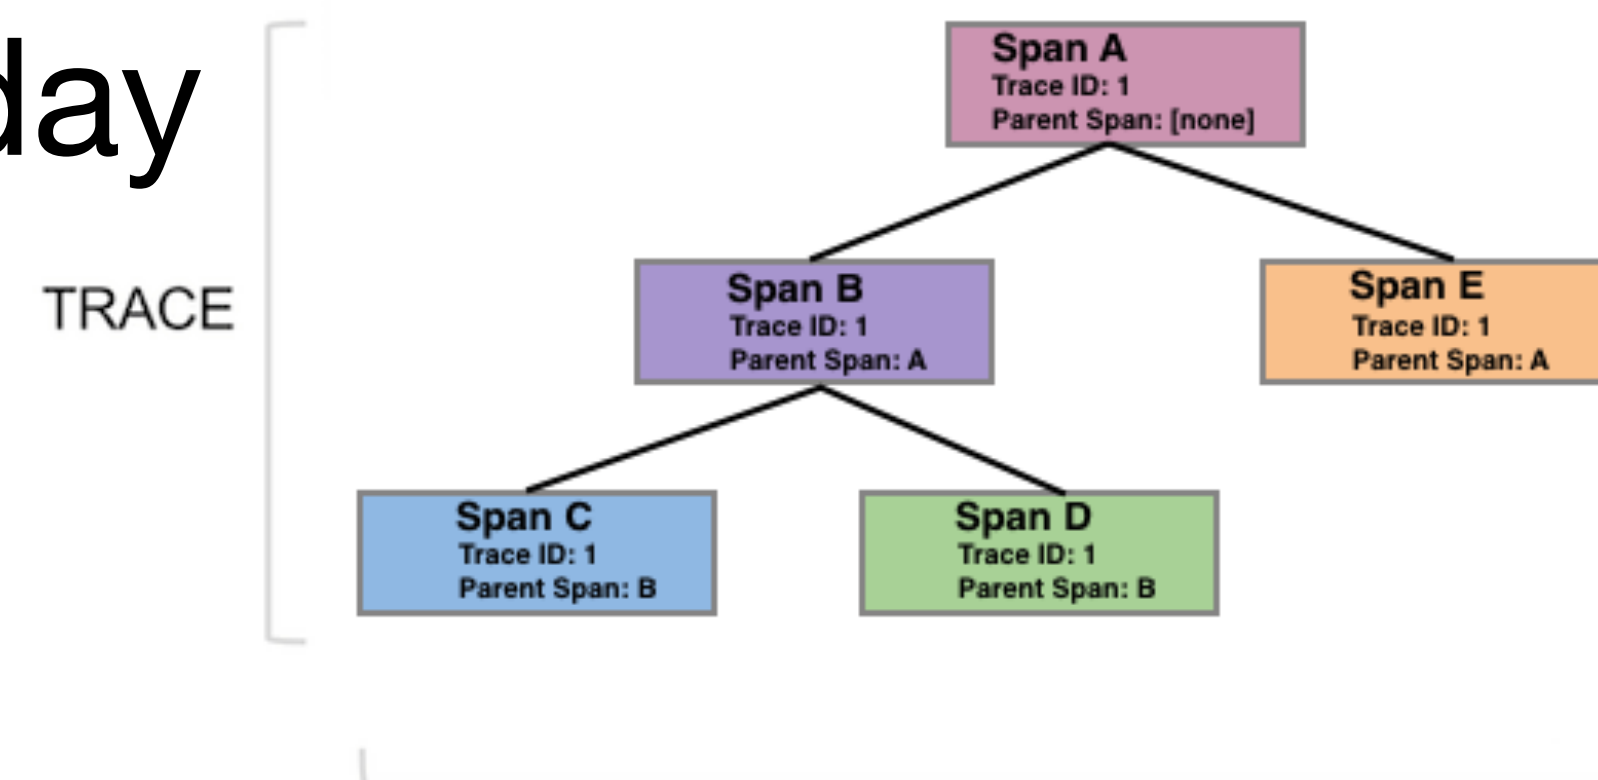 day
TRACE
Span A
Trace ID: 1
Parent Span: [none]
Span B
Trace ID: 1
Parent Span: A
Span E
Trace ID: 1
Parent Span: A
Span C
Trace ID: 1
Parent Span: B
Span D
Trace ID: 1
Parent Span: B